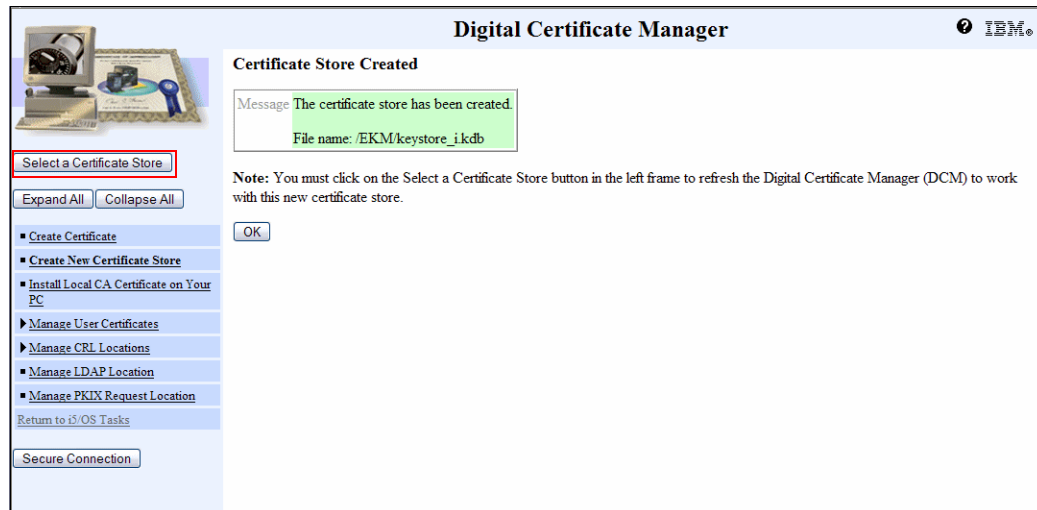 Digital Certificate Manager
IBM
Select a Certificate Store
Expand All
Collapse All
Create Certificate
Create New Certificate Store
Install Local CA Certificate on Your
PC
Manage User Certificates
Manage CRL Locations
Manage LDAP Location
Manage PKIX Request Location
Return to i5/OS Tasks
Secure Connection
Certificate Store Created
Message The certificate store has been created.
File name: /EKM/keystore_i.kdb
Note: You must click on the Select a Certificate Store button in the left frame to refresh the Digital Certificate Manager (DCM) to work
with this new certificate store.
OK